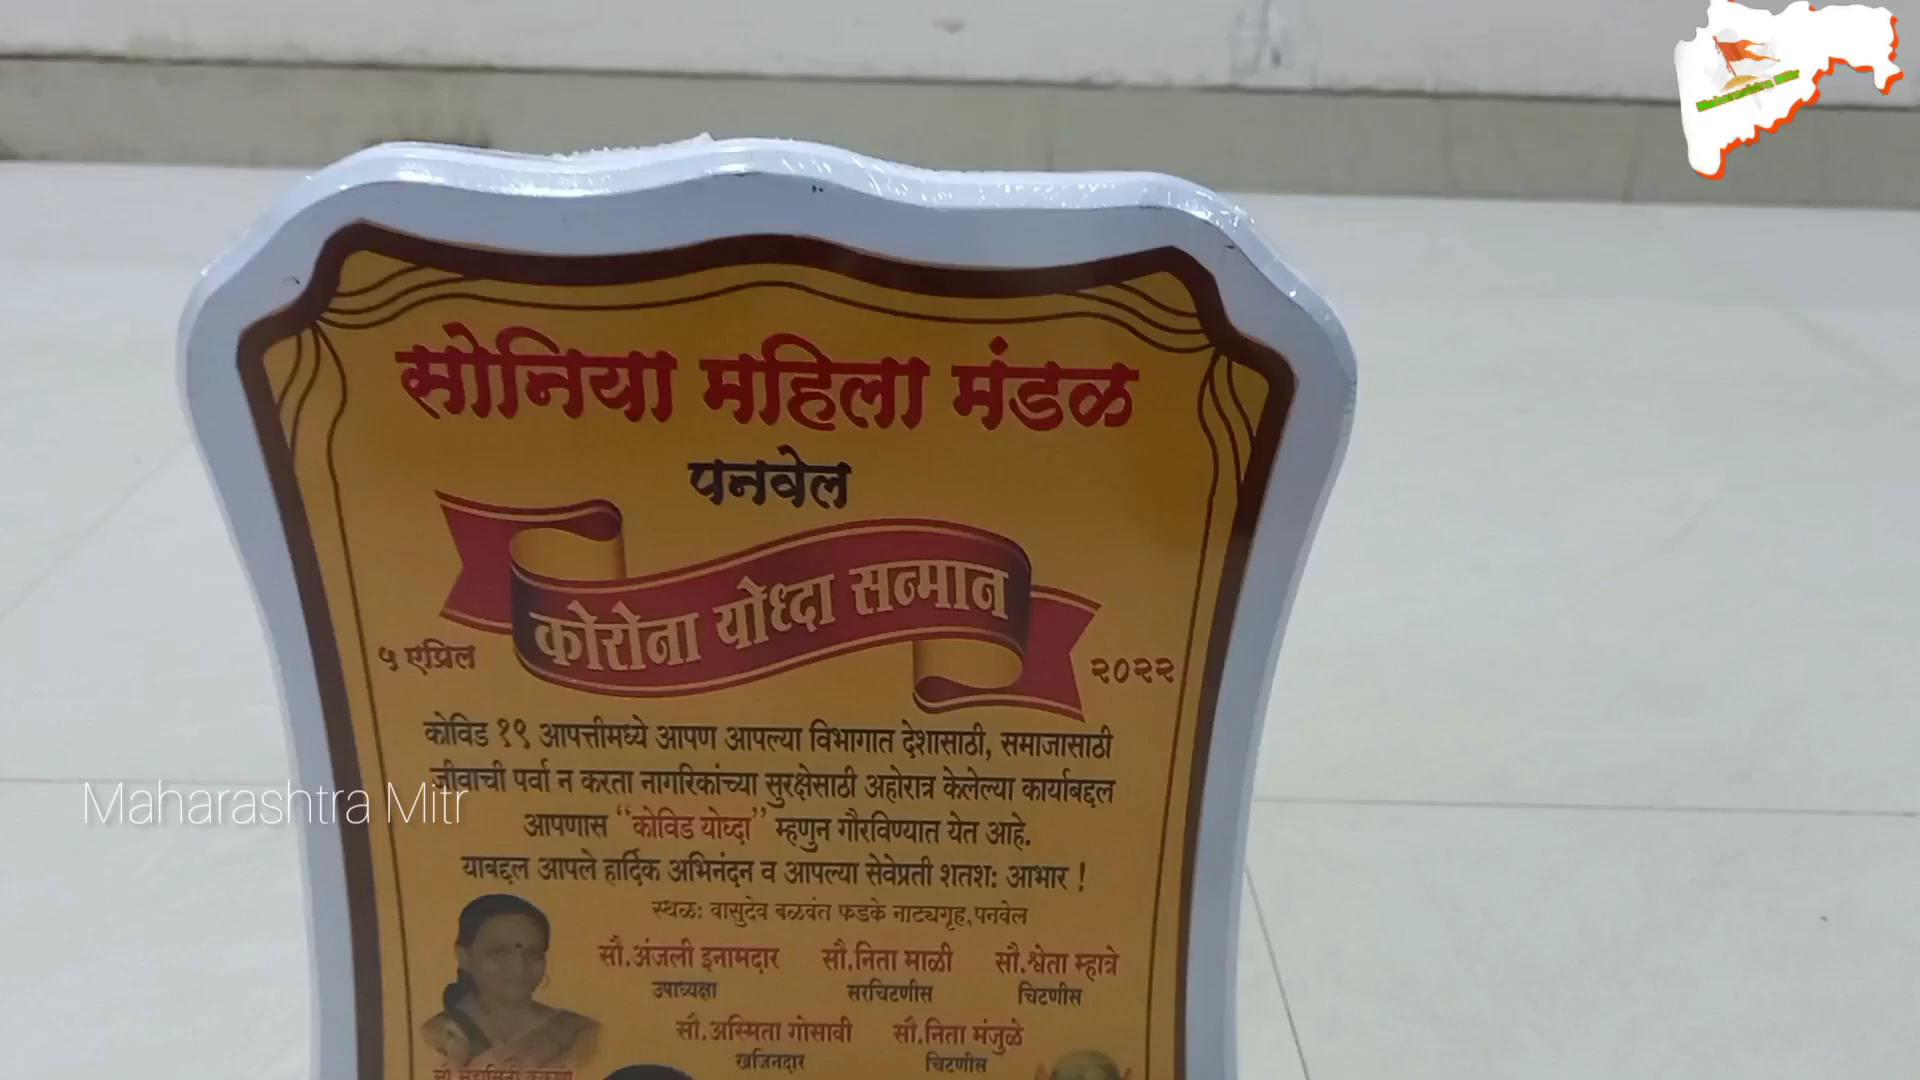 Maharashtra Mitr
सोनिया महिला मंडळ
पनवेल
कोरोना योध्दा सन्मान
५ एप्रिल
२०२२
कोविड १९ आपत्तीमध्ये आपण आपल्या विभागात देशासाठी, समाजासाठी
जीवाची पर्वा न करता नागरिकांच्या सुरक्षेसाठी अहोरात्र केलेल्या कार्याबद्दल
आपणास "कोविड योध्दा" म्हणुन गौरविण्यात येत आहे.
याबद्दल आपले हार्दिक अभिनंदन व आपल्या सेवेप्रती शतशः आभार !
स्थळः वासुदेव बळवंत फडके नाट्यगृह,पनवेल
सौ.अंजली इनामदार सौ.निता माळी सौ.श्वेता म्हात्रे
उपाध्यक्षा सरचिटणीस चिटणीस
सौ.अस्मिता गोसावी सौ.निता मंजुळे
खजिनदार चिटणीस
Maharashtra Mitr